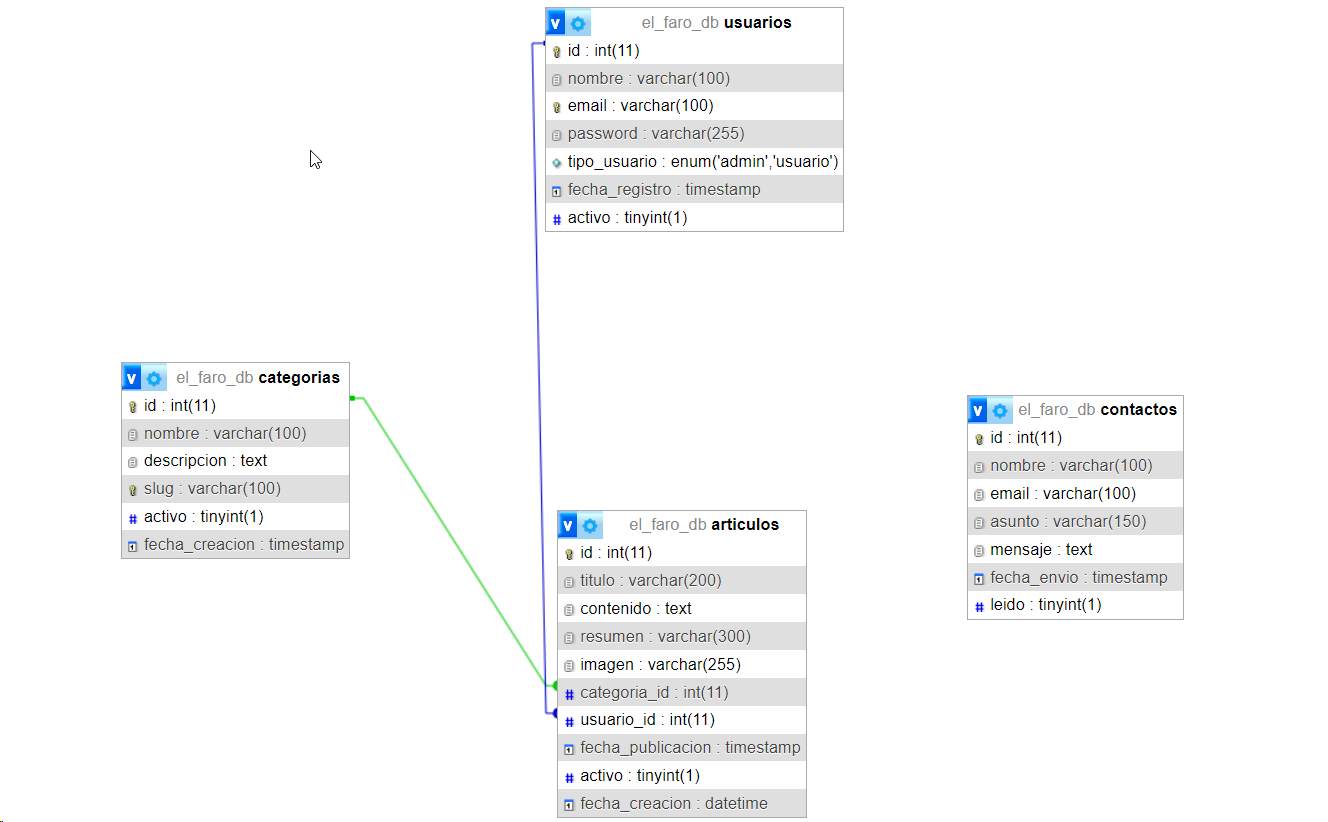 v el_faro_db usuarios
id : int(11)
nombre : varchar(100)
email : varchar(100)
password : varchar(255)
tipo_usuario : enum('admin','usuario')
fecha_registro : timestamp
activo : tinyint(1)
v el_faro_db categorias
id : int(11)
nombre : varchar(100)
descripcion : text
slug : varchar(100)
# activo : tinyint(1)
fecha_creacion : timestamp
v el_faro_db contactos
id : int(11)
nombre : varchar(100)
email : varchar(100)
asunto : varchar(150)
mensaje : text
fecha_envio : timestamp
# leido : tinyint(1)
v el_faro_db articulos
id : int(11)
titulo : varchar(200)
contenido : text
resumen : varchar(300)
imagen : varchar(255)
# categoria_id : int(11)
# usuario_id : int(11)
fecha_publicacion : timestamp
# activo : tinyint(1)
fecha_creacion : datetime